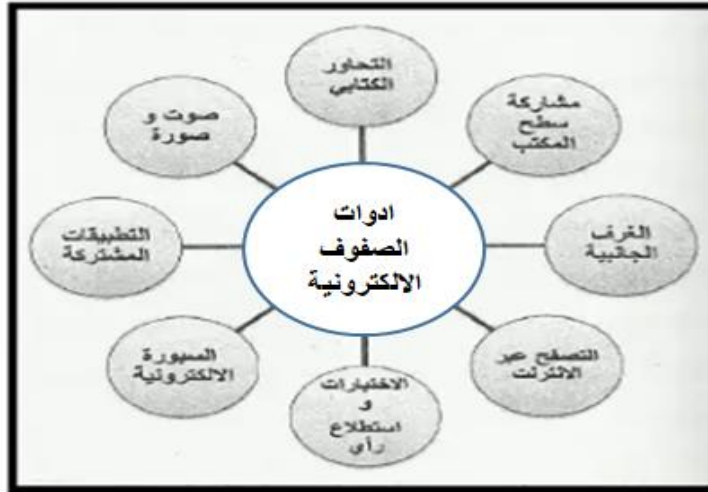 ادوات
الصفوف
الالكترونية
التحاور
الكتابي
مشاركة
سطح
المكتب
الغرف
الجانبية
التصفح عبر
الانترنت
الاختبارات
و
استطلاع
رأي
السبورة
الالكترونية
التطبيقات
المشتركة
صوت و
صورة